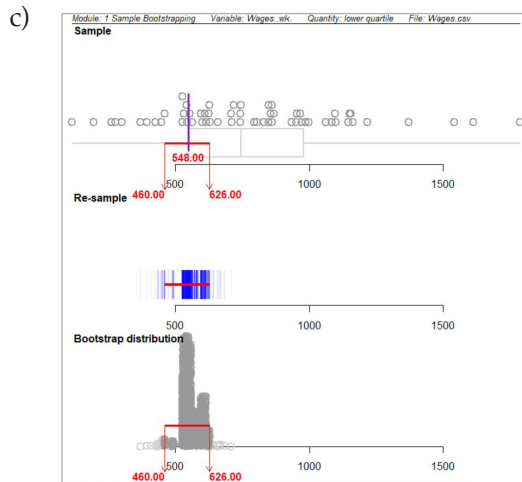 c)
Module: 1 Sample Bootstrapping Variable: Wages..wk. Quantity: lower quartile File: Wages.csv
Sample
548.00
500 1000 1500
460.00 626.00
Re-sample
500 1000 1500
Bootstrap distribution
500 1000 1500
460.00 626.00